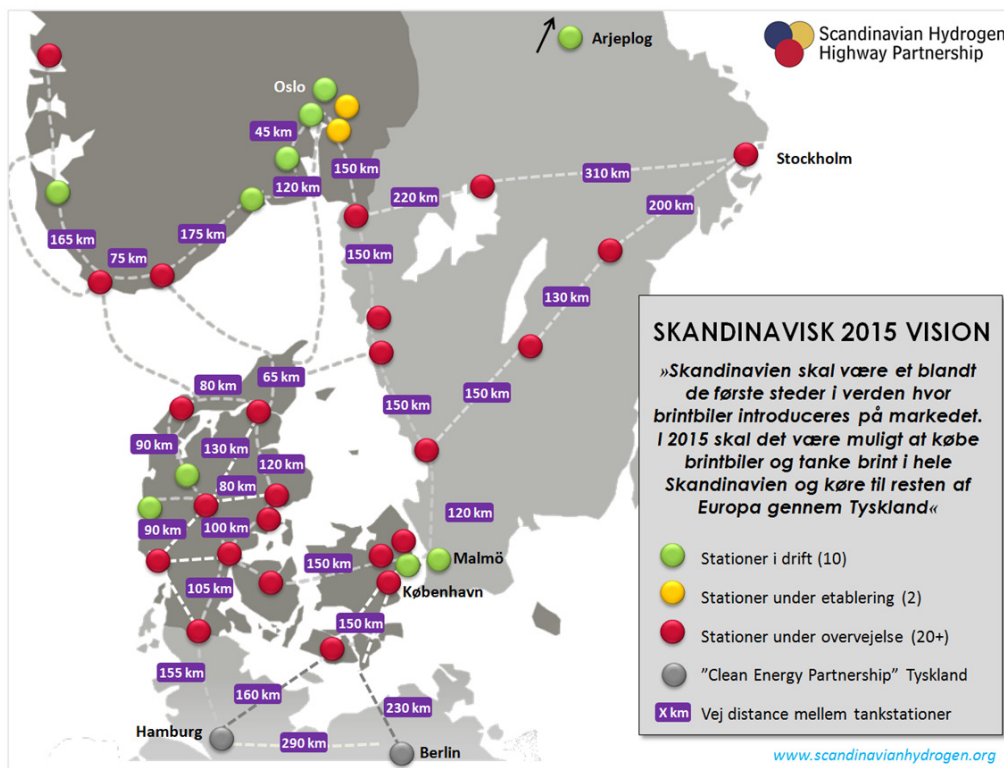 Arjeplog
Scandinavian Hydrogen
Highway Partnership
Oslo
45 km
120 km
150 km
310 km
Stockholm
220 km
200 km
165 km
75 km
175 km
150 km
130 km
80 km
65 km
150 km
150 km
90 km
130 km
120 km
80 km
90 km
100 km
120 km
150 km
Malmö
København
105 km
150 km
155 km
160 km
230 km
Hamburg
290 km
Berlin
SKANDINAVISK 2015 VISION
»Skandinavien skal være et blandt
de første steder i verden hvor
brintbiler introduceres på markedet.
I 2015 skal det være muligt at købe
brintbiler og tanke brint i hele
Skandinavien og køre til resten af
Europa gennem Tyskland«
Stationer i drift (10)
Stationer under etablering (2)
Stationer under overvejelse (20+)
”Clean Energy Partnership” Tyskland
X km Vej distance mellem tankstationer
www.scandinavianhydrogen.org